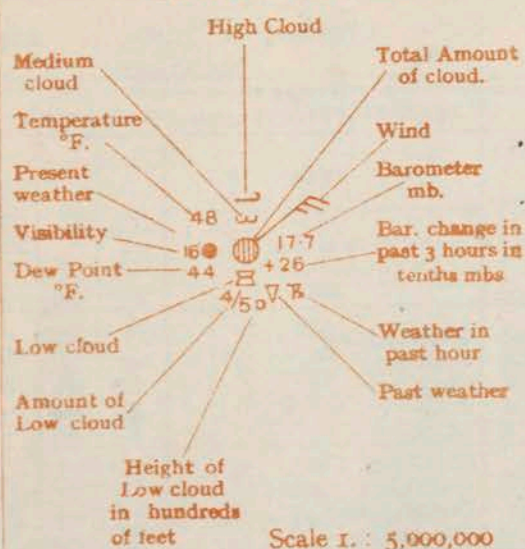 High Cloud
Medium
cloud
Total Amount
of cloud.
Temperature
°F.
Wind
Present
weather
Barometer
mb.
48
Visibility
16
17.7
Bar. change in
past 3 hours in
tenths mbs
Dew Point
°F.
44
+26
4/50
Low cloud
Weather in
past hour
Amount of
Low cloud
Past weather
Height of
Low cloud
in hundreds
of feet
Scale 1. : 5,000,000